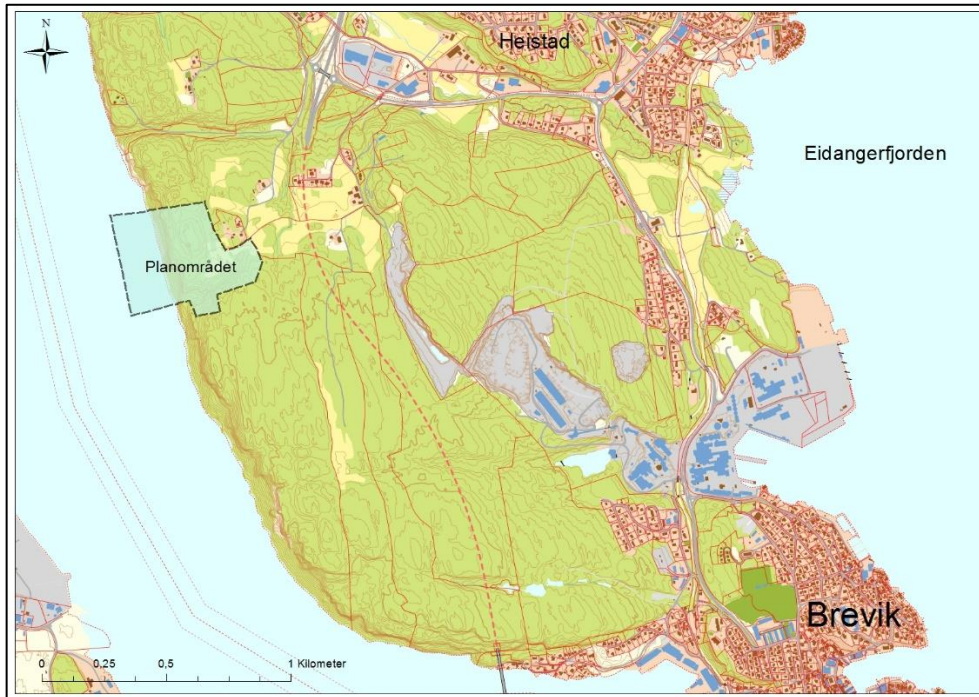 N
Heistad
Eidangerfjorden
Planområdet
Brevik
0 0,25 0,5 1 Kilometer